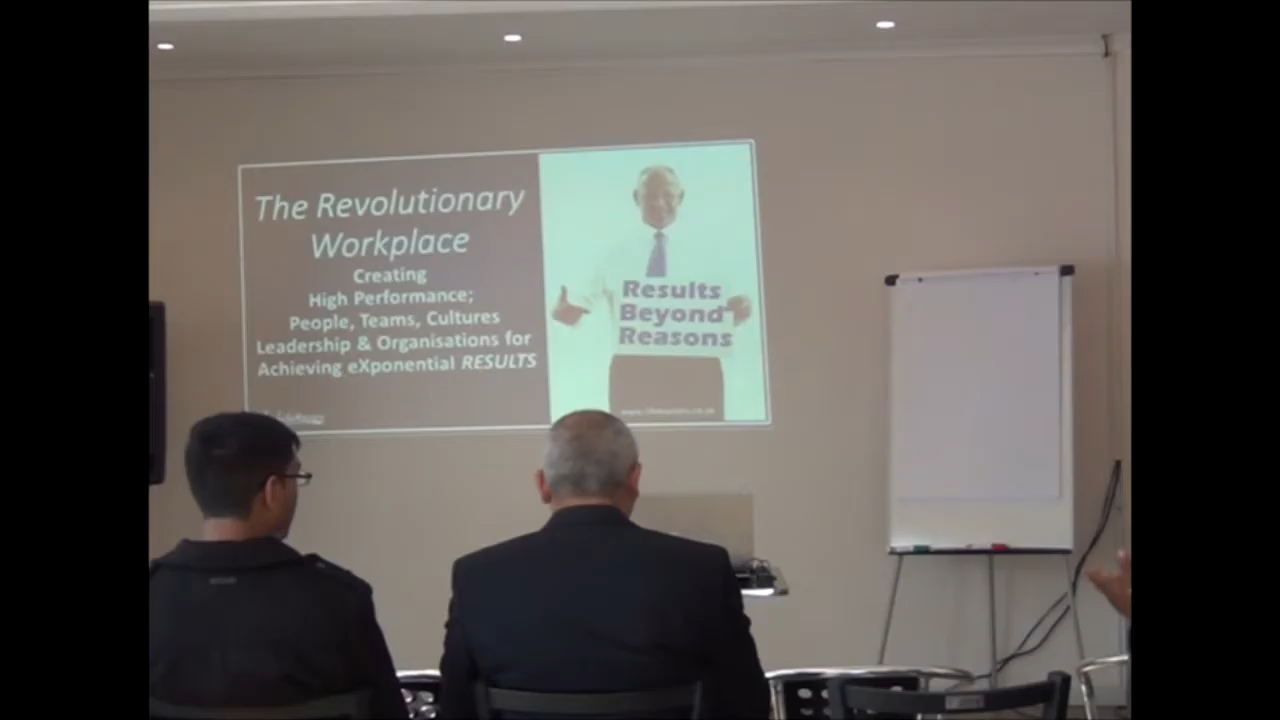 The Revolutionary
Workplace
Creating
High Performance;
People, Teams, Cultures
Leadership & Organisations for
Achieving eXponential RESULTS
Results
Beyond
Reasons